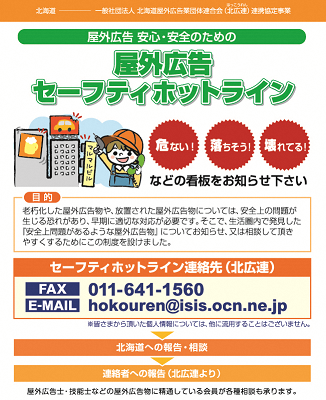 北海道 ――― 一般社団法人 北海道屋外広告業団体連合会（北広連）連携協定事業
屋外広告 安心・安全のための
屋外広告
セーフティホットライン
マルマルビル
危ない！
落ちそう！
壊れてる！
などの看板をお知らせ下さい
目 的
老朽化した屋外広告物や、放置された屋外広告物については、安全上の問題が
生じる恐れがあり、早期に適切な対応が必要です。そこで、生活圏内で発見した
「安全上問題があるような屋外広告物」についてお知らせ、又は相談して頂き
やすくするためにこの制度を設けました。
セーフティホットライン連絡先（北広連）
FAX 011-641-1560
E-MAIL hokouren@isis.ocn.ne.jp
※皆さまから頂いた個人情報については、他に流用することはございません。
北海道への報告・相談
連絡者への報告（北広連より）
屋外広告士・技能士などの屋外広告物に精通している会員が各種相談も承ります。